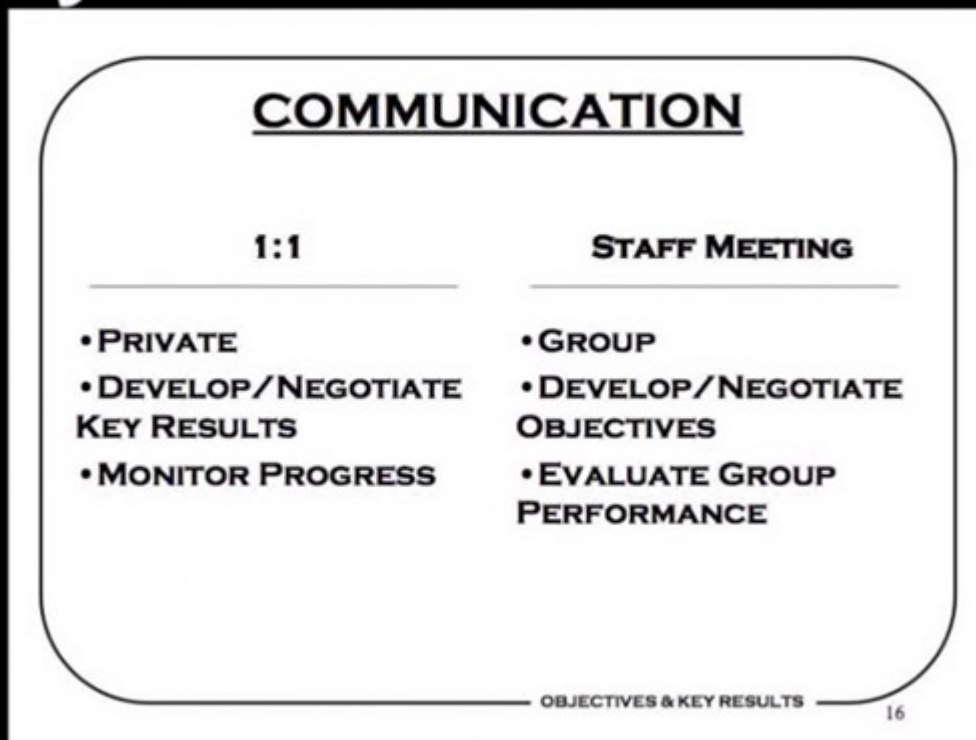 COMMUNICATION
1:1
•PRIVATE
•DEVELOP/NEGOTIATE
KEY RESULTS
•MONITOR PROGRESS
STAFF MEETING
•GROUP
•DEVELOP/NEGOTIATE
OBJECTIVES
•EVALUATE GROUP
PERFORMANCE
OBJECTIVES & KEY RESULTS
16